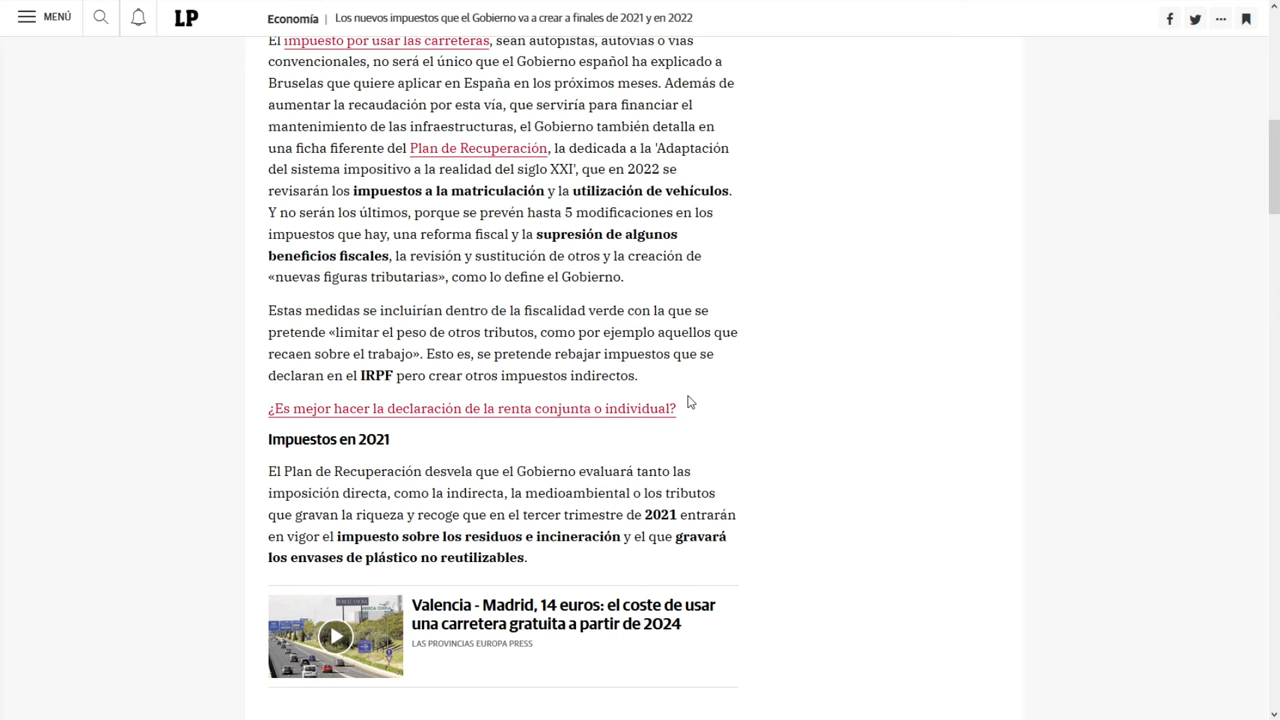 MENÚ
LP
Economía | Los nuevos impuestos que el Gobierno va a crear a finales de 2021 y en 2022
El impuesto por usar las carreteras, sean autopistas, autovías o vías
convencionales, no será el único que el Gobierno español ha explicado a
Bruselas que quiere aplicar en España en los próximos meses. Además de
aumentar la recaudación por esta vía, que serviría para financiar el
mantenimiento de las infraestructuras, el Gobierno también detalla en
una ficha fiferente del Plan de Recuperación, la dedicada a la 'Adaptación
del sistema impositivo a la realidad del siglo XXI', que en 2022 se
revisarán los impuestos a la matriculación y la utilización de vehículos.
Y no serán los últimos, porque se prevén hasta 5 modificaciones en los
impuestos que hay, una reforma fiscal y la supresión de algunos
beneficios fiscales, la revisión y sustitución de otros y la creación de
«nuevas figuras tributarias», como lo define el Gobierno.
Estas medidas se incluirían dentro de la fiscalidad verde con la que se
pretende «limitar el peso de otros tributos, como por ejemplo aquellos que
recaen sobre el trabajo». Esto es, se pretende rebajar impuestos que se
declaran en el IRPF pero crear otros impuestos indirectos.
¿Es mejor hacer la declaración de la renta conjunta o individual?
Impuestos en 2021
El Plan de Recuperación desvela que el Gobierno evaluará tanto las
imposición directa, como la indirecta, la medioambiental o los tributos
que gravan la riqueza y recoge que en el tercer trimestre de 2021 entrarán
en vigor el impuesto sobre los residuos e incineración y el que gravará
los envases de plástico no reutilizables.
Valencia - Madrid, 14 euros: el coste de usar
una carretera gratuita a partir de 2024
LAS PROVINCIAS EUROPA PRESS